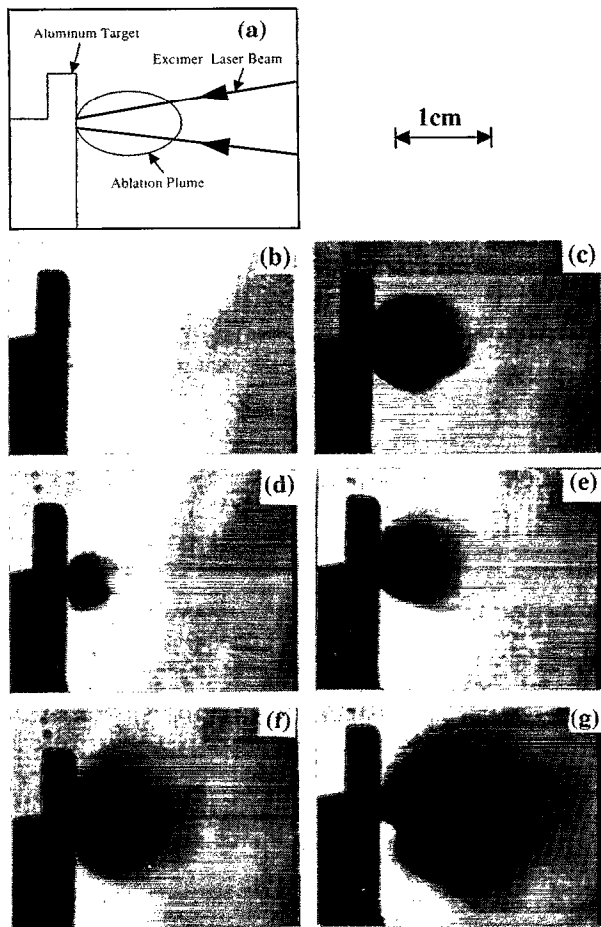 (a)
Aluminum Target
Excimer Laser Beam
Ablation Plume
1cm
(b)
(c)
(d)
(e)
(f)
(g)